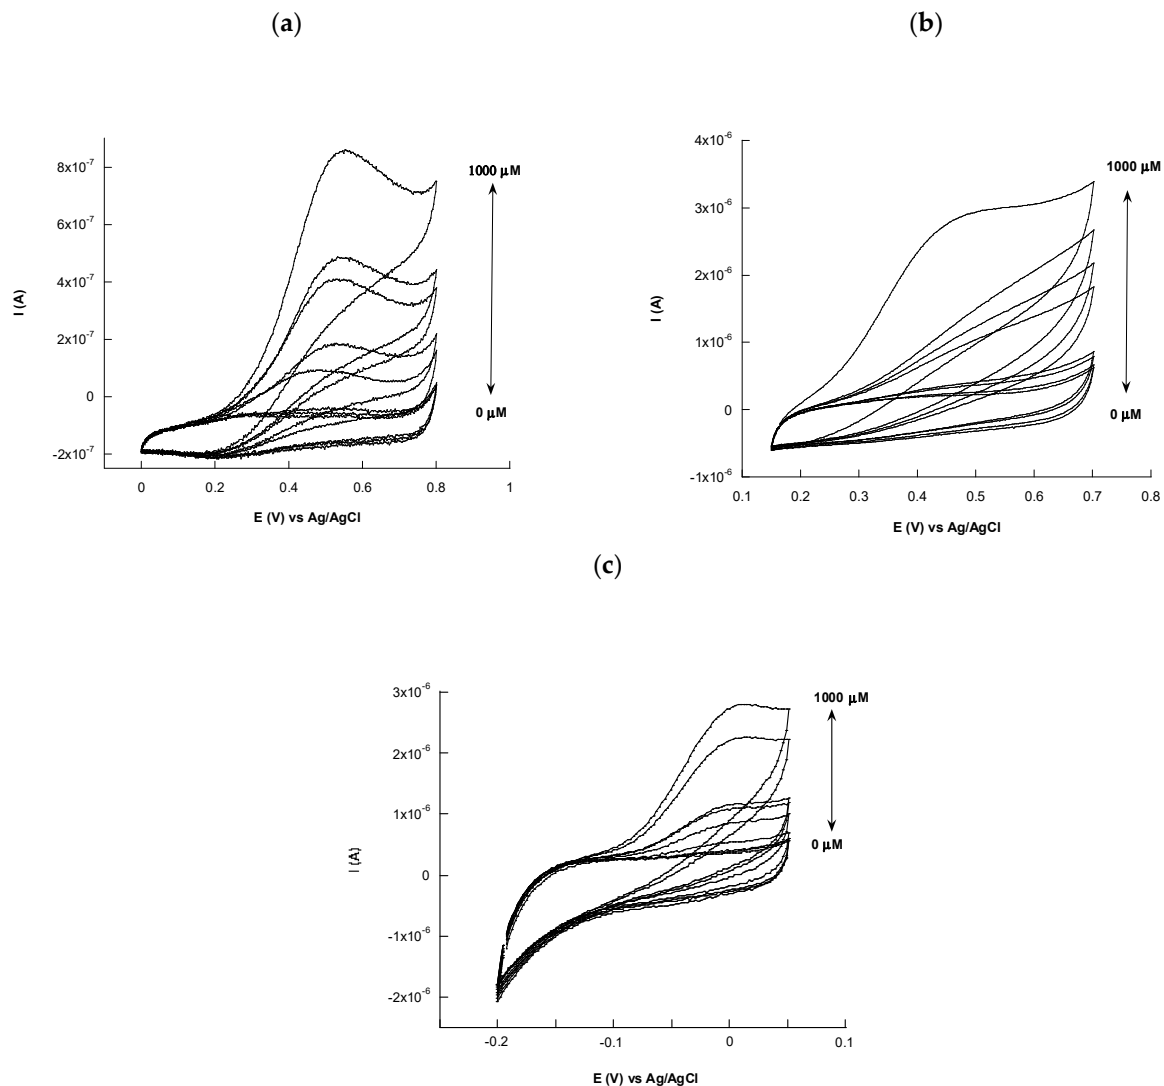 (a)
8x10⁻⁷
6x10⁻⁷
4x10⁻⁷
2x10⁻⁷
0
-2x10⁻⁷
I (A)
1000 μM
0 μM
0 0.2 0.4 0.6 0.8 1
E (V) vs Ag/AgCl
(b)
4x10⁻⁶
3x10⁻⁶
2x10⁻⁶
1x10⁻⁶
0
-1x10⁻⁶
I (A)
1000 μM
0 μM
0.1 0.2 0.3 0.4 0.5 0.6 0.7 0.8
E (V) vs Ag/AgCl
(c)
3x10⁻⁶
2x10⁻⁶
1x10⁻⁶
0
-1x10⁻⁶
-2x10⁻⁶
I (A)
1000 μM
0 μM
-0.2 -0.1 0 0.1
E (V) vs Ag/AgCl